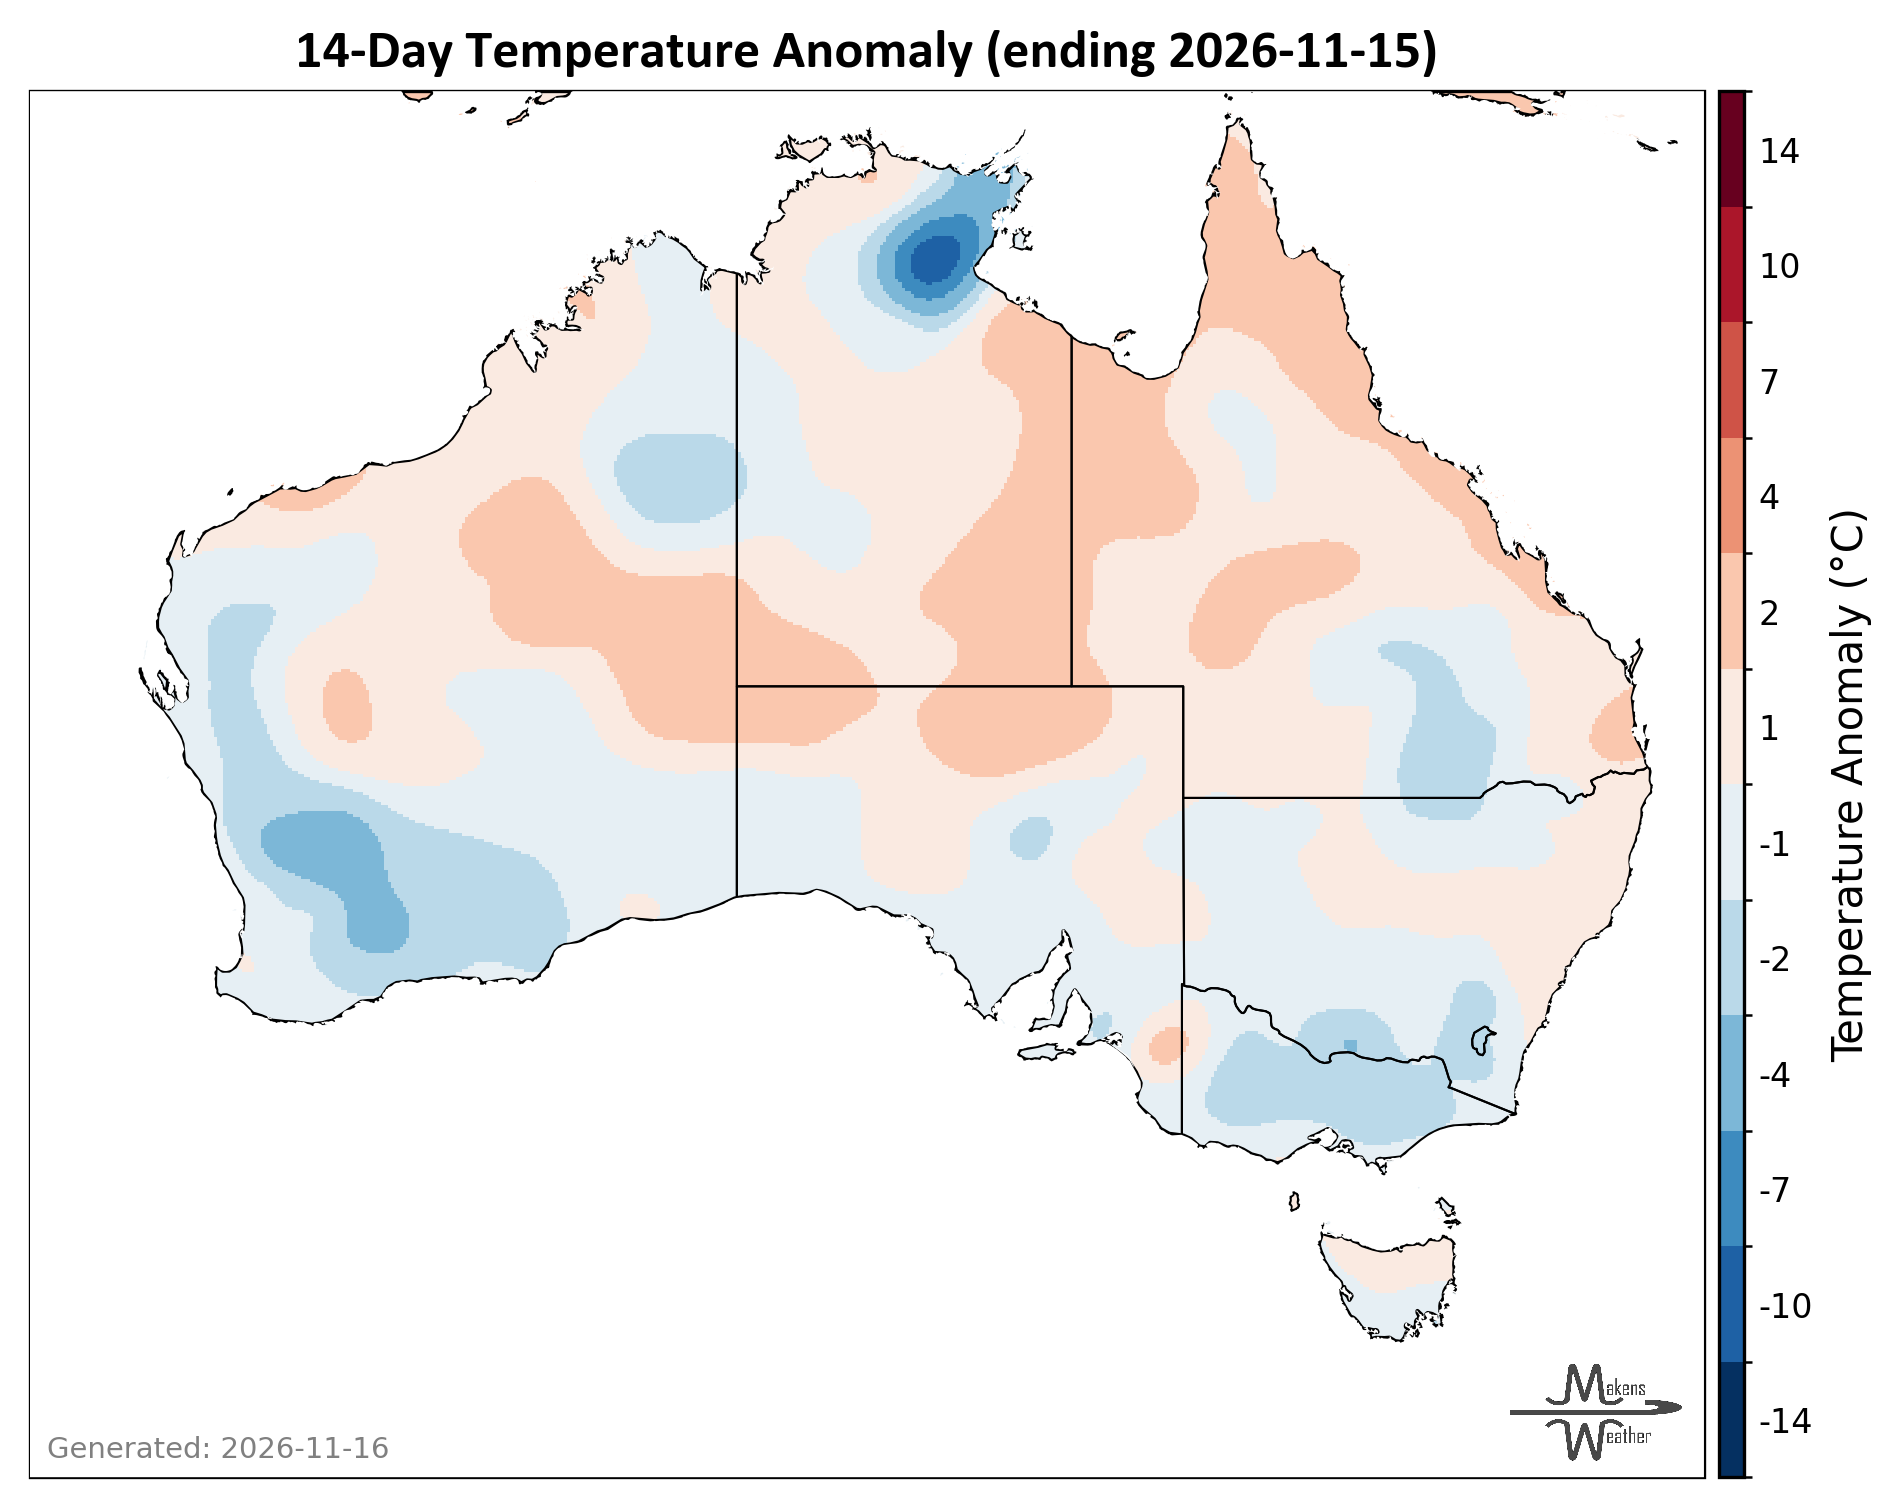 14-Day Temperature Anomaly (ending 2026-11-15)
14
10
7
4
2
1
-1
-2
-4
-7
-10
-14
Temperature Anomaly (°C)
Makens
Weather
Generated: 2026-11-16